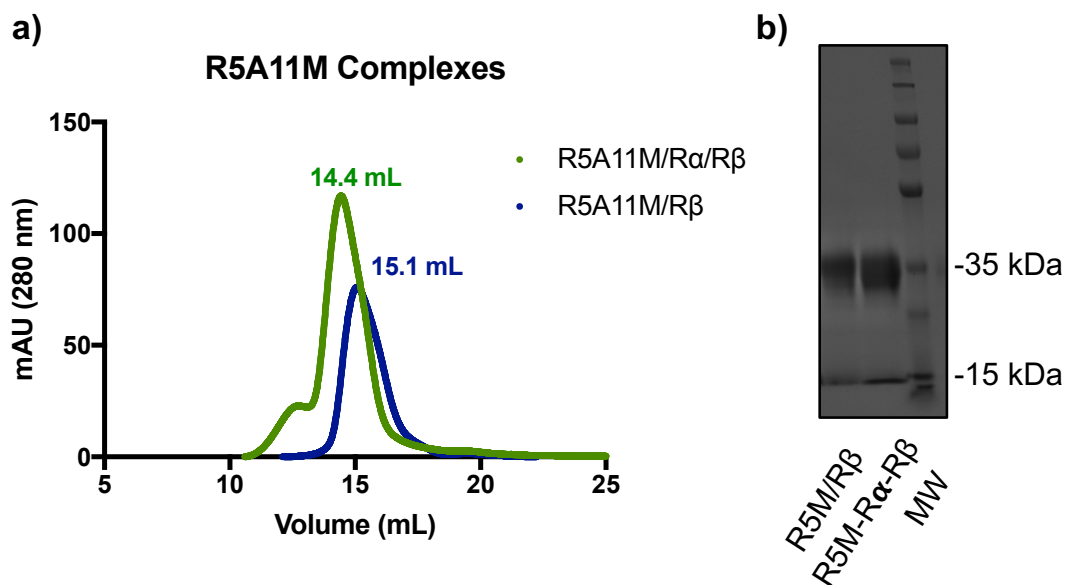 a)
R5A11M Complexes
mAU (280 nm)
150
100
50
0
5
10
15
20
25
Volume (mL)
14.4 mL
15.1 mL
R5A11M/Rα/Rβ
R5A11M/Rβ
b)
-35 kDa
-15 kDa
R5M/Rβ
R5M-Rα-Rβ
MW